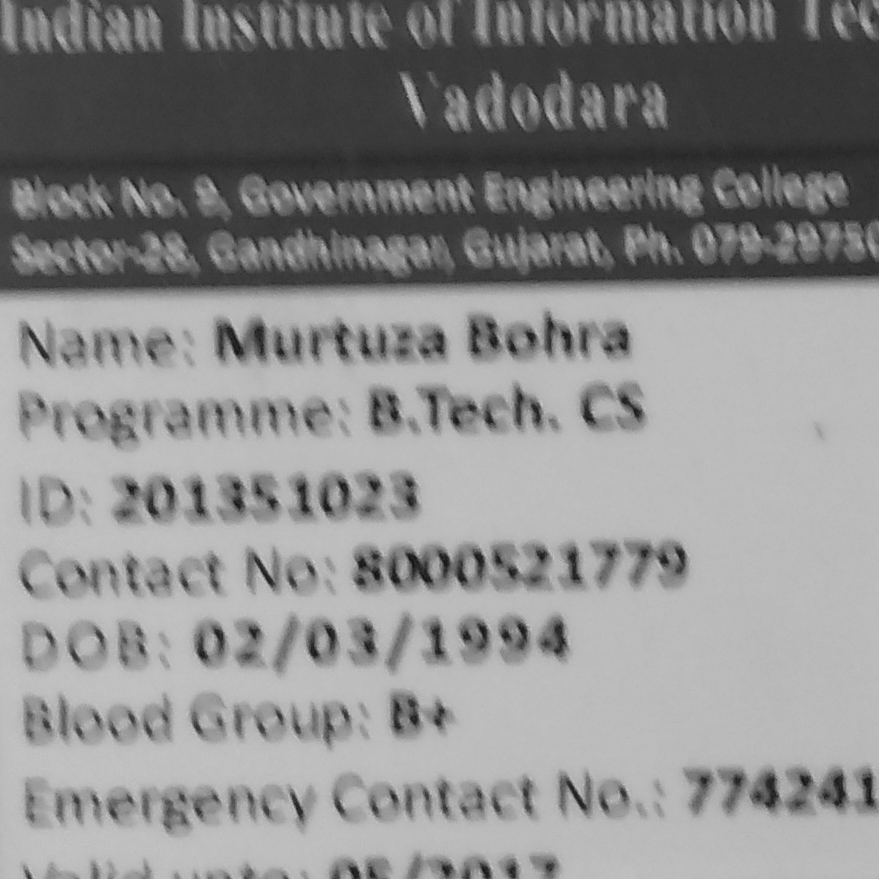 Indian Institute of Information Tec
Vadodara
Block No. 9, Government Engineering College
Sector-28, Gandhinagar, Gujarat, Ph. 079-29750
Name: Murtuza Bohra
Programme: B.Tech. CS
ID: 201351023
Contact No: 8000521779
DOB: 02/03/1994
Blood Group: B+
Emergency Contact No.: 774241
Valid upto: 05/2017